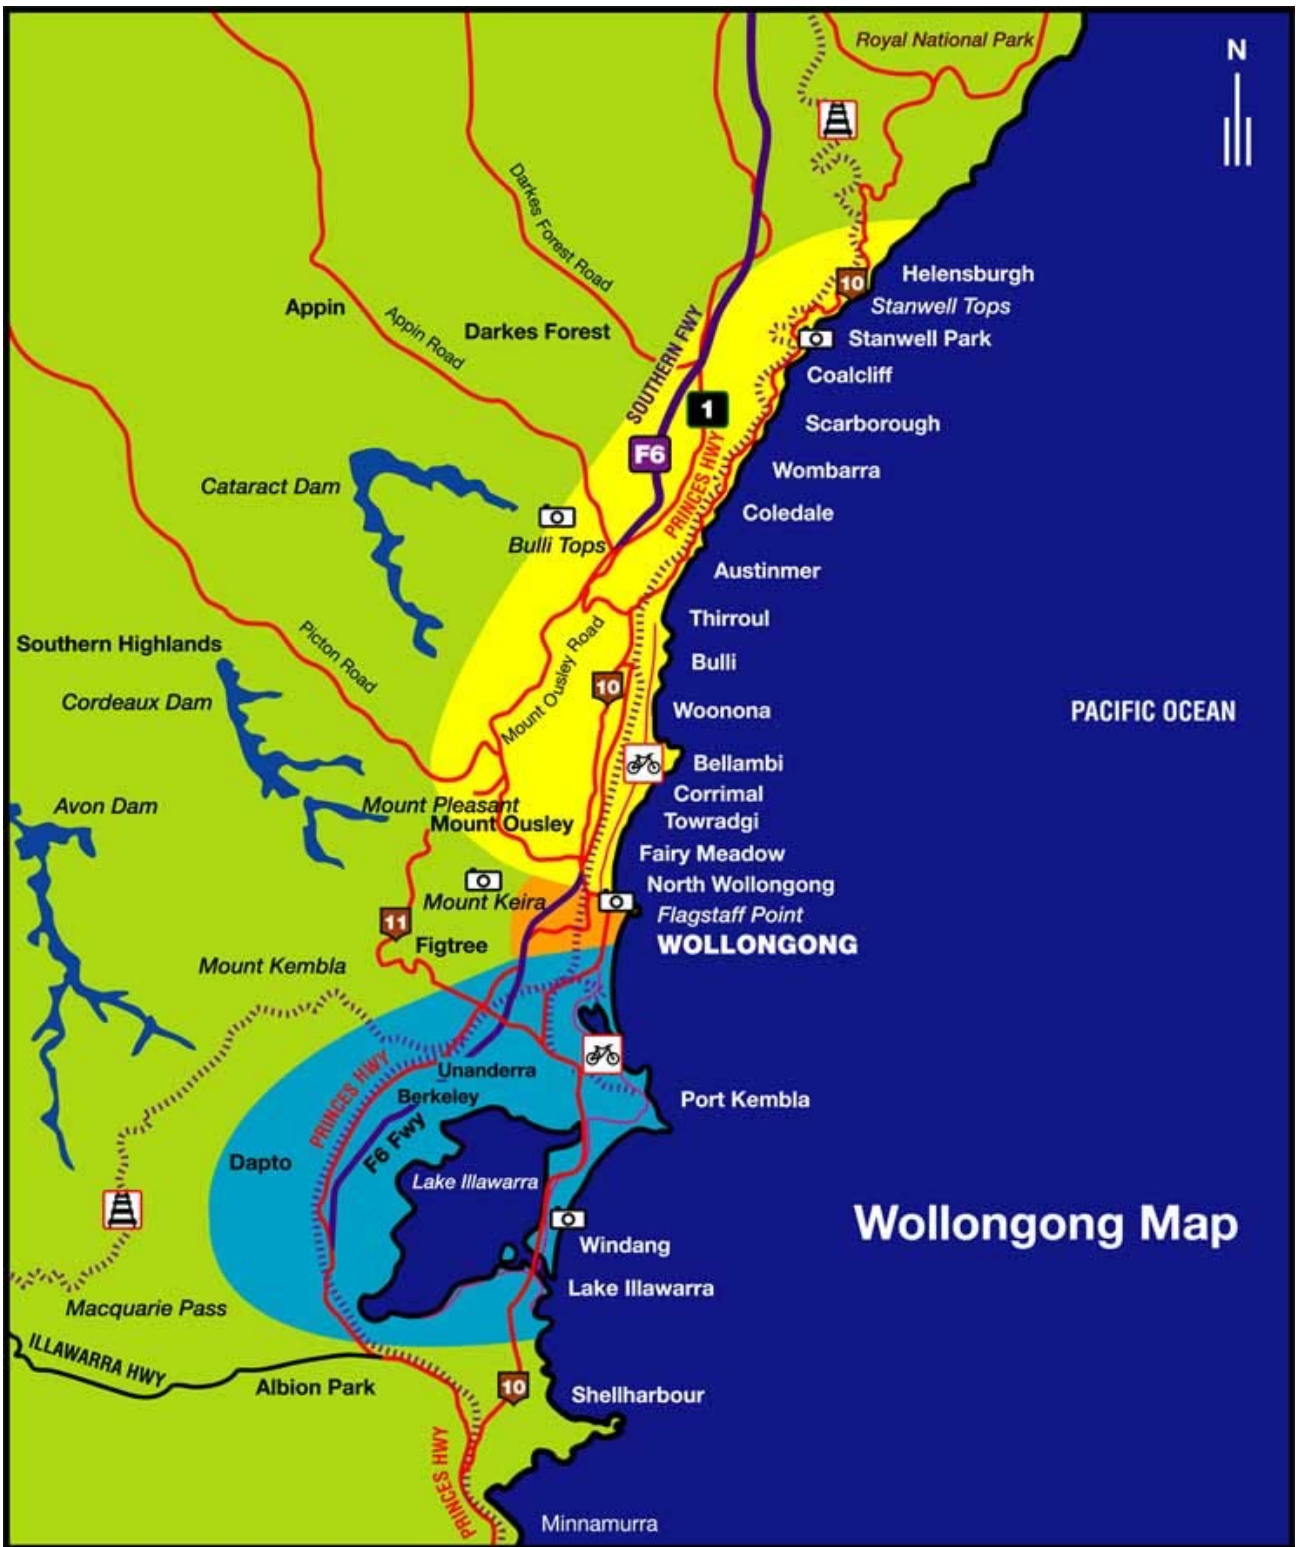 Royal National Park
N
Darkes Forest Road
Helensburgh
10
Stanwell Tops
Appin
Appin Road
Darkes Forest
SOUTHERN FWY
Stanwell Park
Coalcliff
1
Scarborough
F6
PRINCES HWY
Wombarra
Cataract Dam
Coledale
Bulli Tops
Austinmer
Thirroul
Southern Highlands
Picton Road
Mount Ousley Road
Bulli
Cordeaux Dam
10
Woonona
PACIFIC OCEAN
Bellambi
Corrimal
Avon Dam
Mount Pleasant
Mount Ousley
Towradgi
Fairy Meadow
North Wollongong
Mount Keira
Flagstaff Point
11
Figtree
WOLLONGONG
Mount Kembla
Unanderra
PRINCES HWY
Berkeley
Port Kembla
F6 Fwy
Dapto
Lake Illawarra
Wollongong Map
Windang
Lake Illawarra
Macquarie Pass
ILLAWARRA HWY
Albion Park
10
Shellharbour
PRINCES HWY
Minnamurra